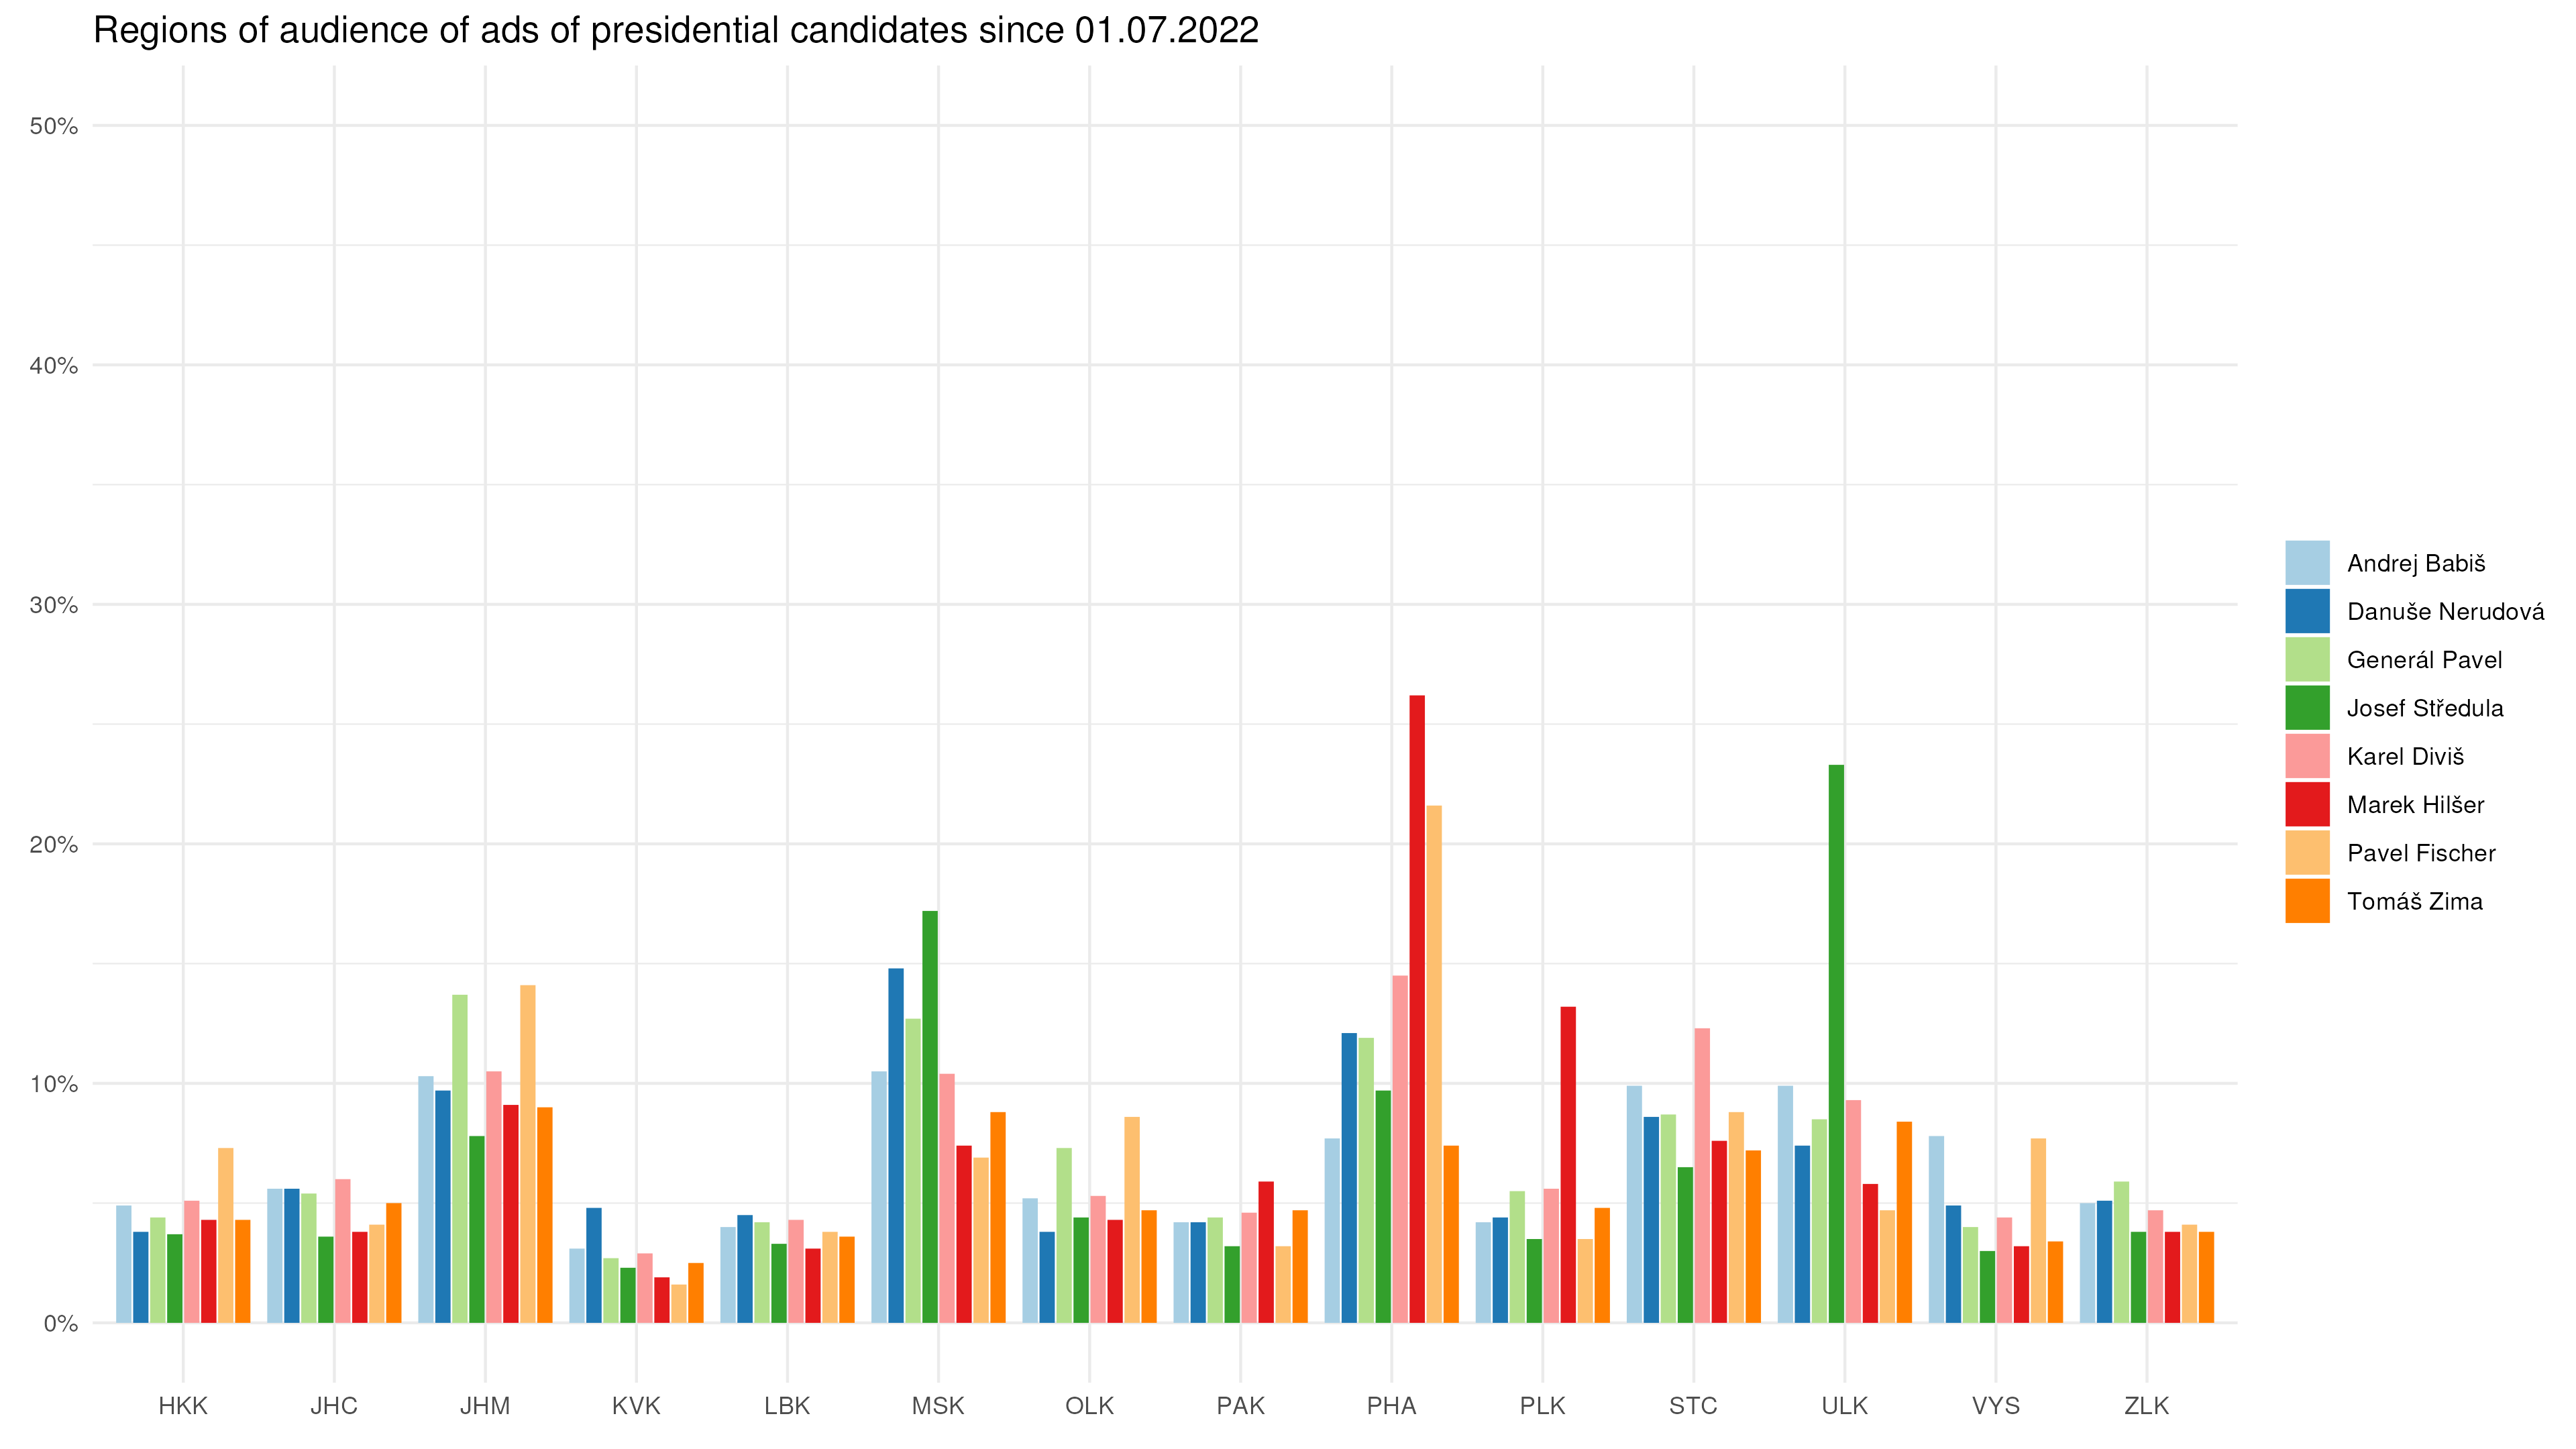 Regions of audience of ads of presidential candidates since 01.07.2022
50%
40%
30%
20%
10%
0%
HKK JHC JHM KVK LBK MSK OLK PAK PHA PLK STC ULK VYS ZLK
Andrej Babiš
Danuše Nerudová
Generál Pavel
Josef Středula
Karel Diviš
Marek Hilšer
Pavel Fischer
Tomáš Zima